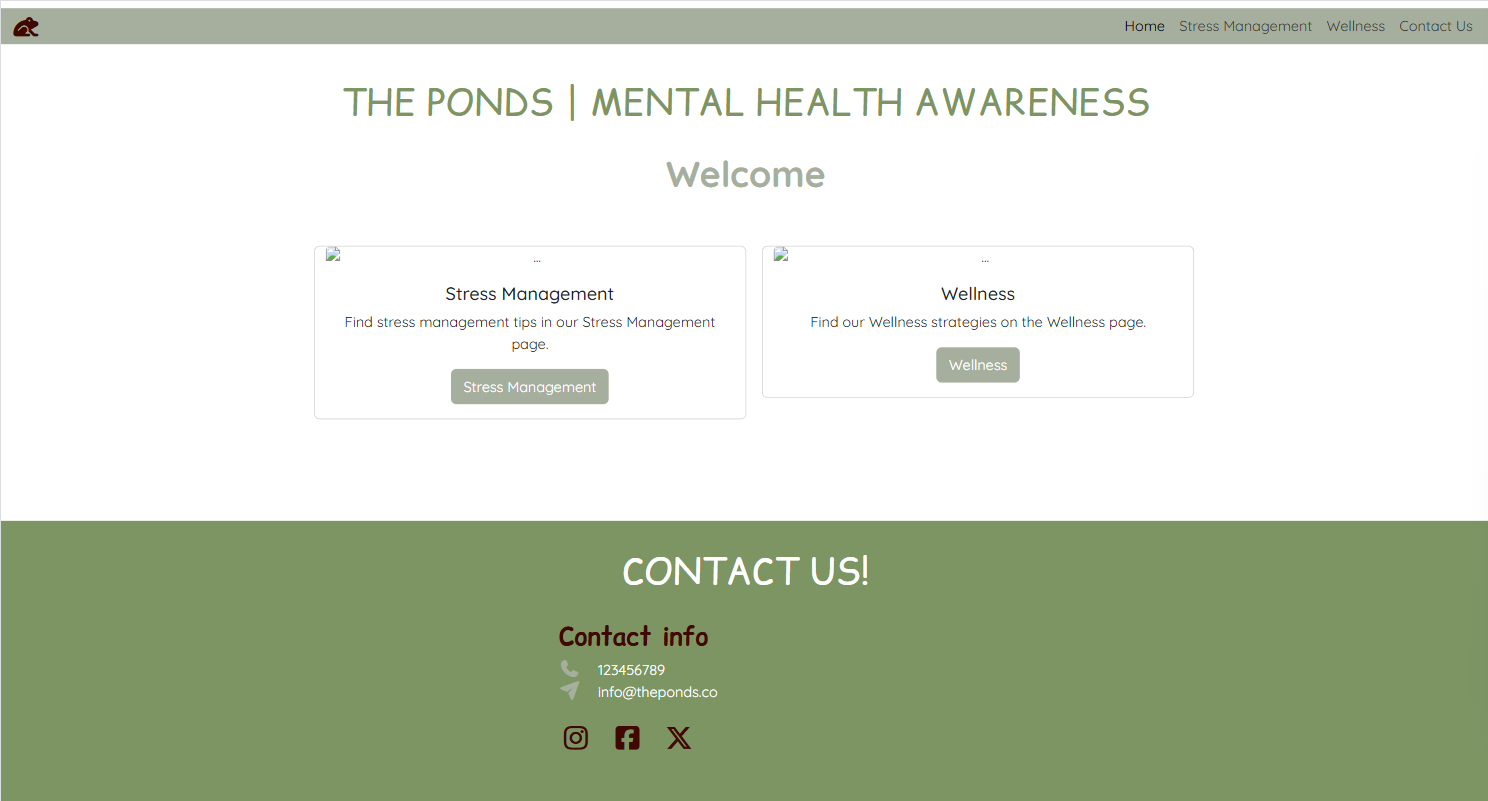 Home Stress Management Wellness Contact Us
THE PONDS | MENTAL HEALTH AWARENESS
Welcome
...
Stress Management
Find stress management tips in our Stress Management
page.
Stress Management
...
Wellness
Find our Wellness strategies on the Wellness page.
Wellness
CONTACT US!
Contact info
123456789
info@theponds.co